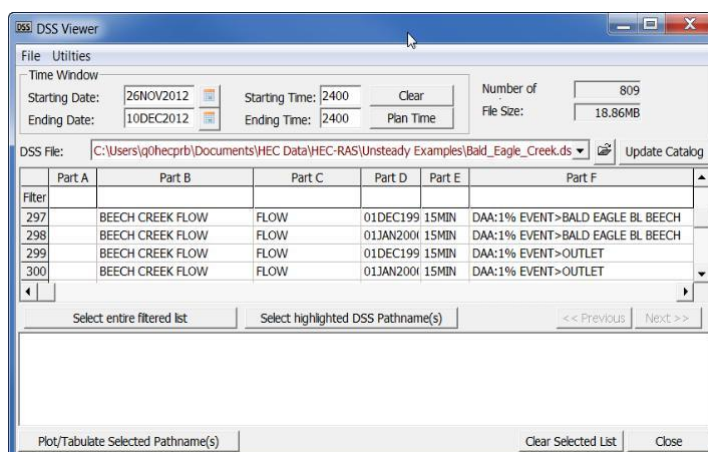 DSS DSS Viewer
File Utilties
Time Window
Starting Date: 26NOV2012 Starting Time: 2400 Clear Number of 809
Ending Date: 10DEC2012 Ending Time: 2400 Plan Time File Size: 18.86MB
DSS File: C:\Users\q0hecprb\Documents\HEC Data\HEC-RAS\Unsteady Examples\Bald_Eagle_Creek.ds Update Catalog
Part A Part B Part C Part D Part E Part F
Filter
297 BEECH CREEK FLOW FLOW 01DEC199 15MIN DAA:1% EVENT>BALD EAGLE BL BEECH
298 BEECH CREEK FLOW FLOW 01JAN200 15MIN DAA:1% EVENT>BALD EAGLE BL BEECH
299 BEECH CREEK FLOW FLOW 01DEC199 15MIN DAA:1% EVENT>OUTLET
300 BEECH CREEK FLOW FLOW 01JAN200 15MIN DAA:1% EVENT>OUTLET
Select entire filtered list Select highlighted DSS Pathname(s) << Previous Next >>
Plot/Tabulate Selected Pathname(s) Clear Selected List Close